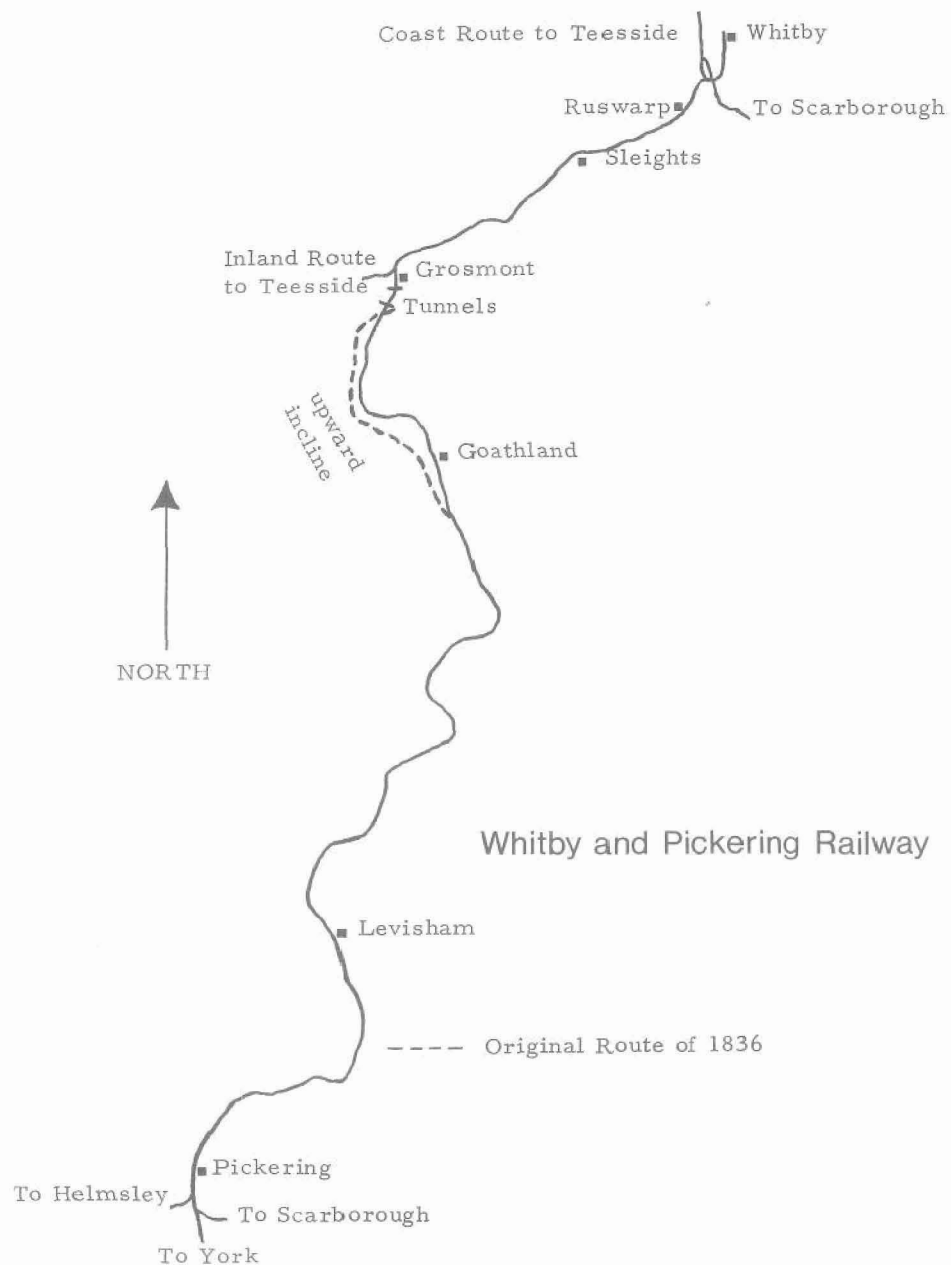 Coast Route to Teesside
Whitby
Ruswarp
To Scarborough
Sleights
Inland Route
to Teesside
Grosmont
Tunnels
upward
incline
Goathland
NORTH
Whitby and Pickering Railway
Levisham
Original Route of 1836
Pickering
To Helmsley
To Scarborough
To York